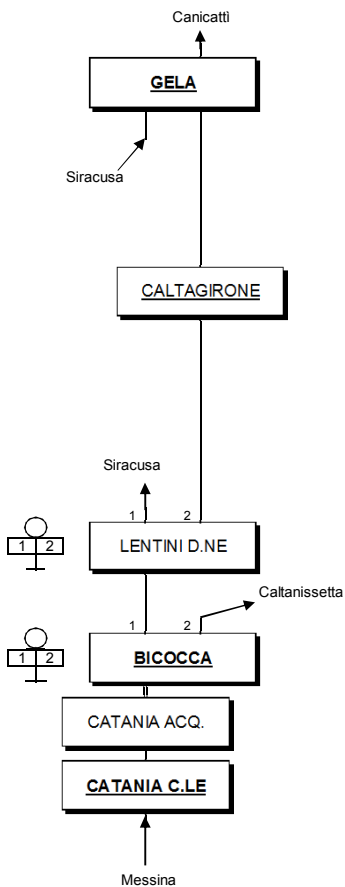 Canicattì
GELA
Siracusa
CALTAGIRONE
Siracusa
1 2
1 2
LENTINI D.NE
Caltanissetta
1 2
1 2
BICOCCA
CATANIA ACQ.
CATANIA C.LE
Messina